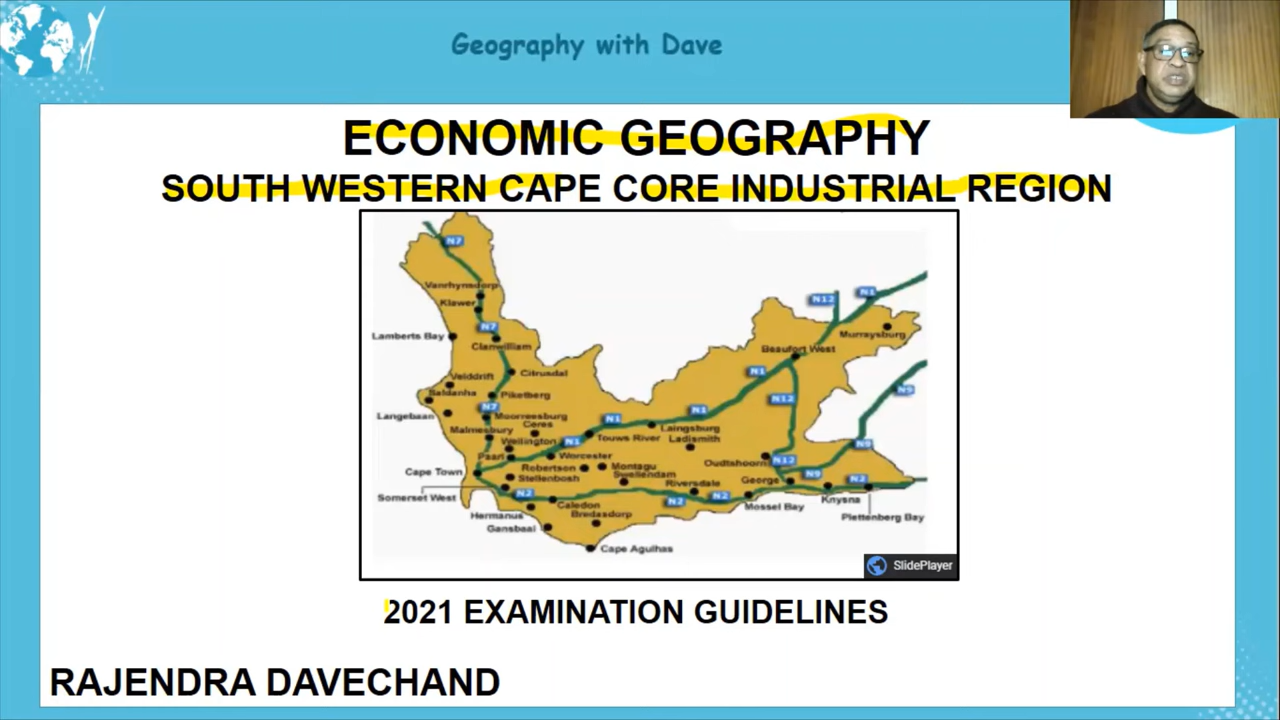 Geography with Dave
ECONOMIC GEOGRAPHY
SOUTH WESTERN CAPE CORE INDUSTRIAL REGION
N7
Vanrhynsdorp
Klawer
N12
N1
Murraysburg
N7
Lamberts Bay
Clanwilliam
Beaufort West
Velddrift
Citrusdal
N1
N9
Saldanha
Piketberg
N12
Langebaan
N7
Moorreesburg
N1
N1
Malmesbury
Ceres
Laingsburg
Wellington
N1
Touws River
Ladismith
N9
Paarl
Worcester
Oudtshoorn
N12
Cape Town
Robertson
Montagu
N9
Stellenbosh
Swellendam
George
N2
Somerset West
N2
Riversdale
Knysna
Caledon
N2
N2
Mossel Bay
Hermanus
Bredasdorp
Plettenberg Bay
Gansbaai
Cape Agulhas
SlidePlayer
2021 EXAMINATION GUIDELINES
RAJENDRA DAVECHAND